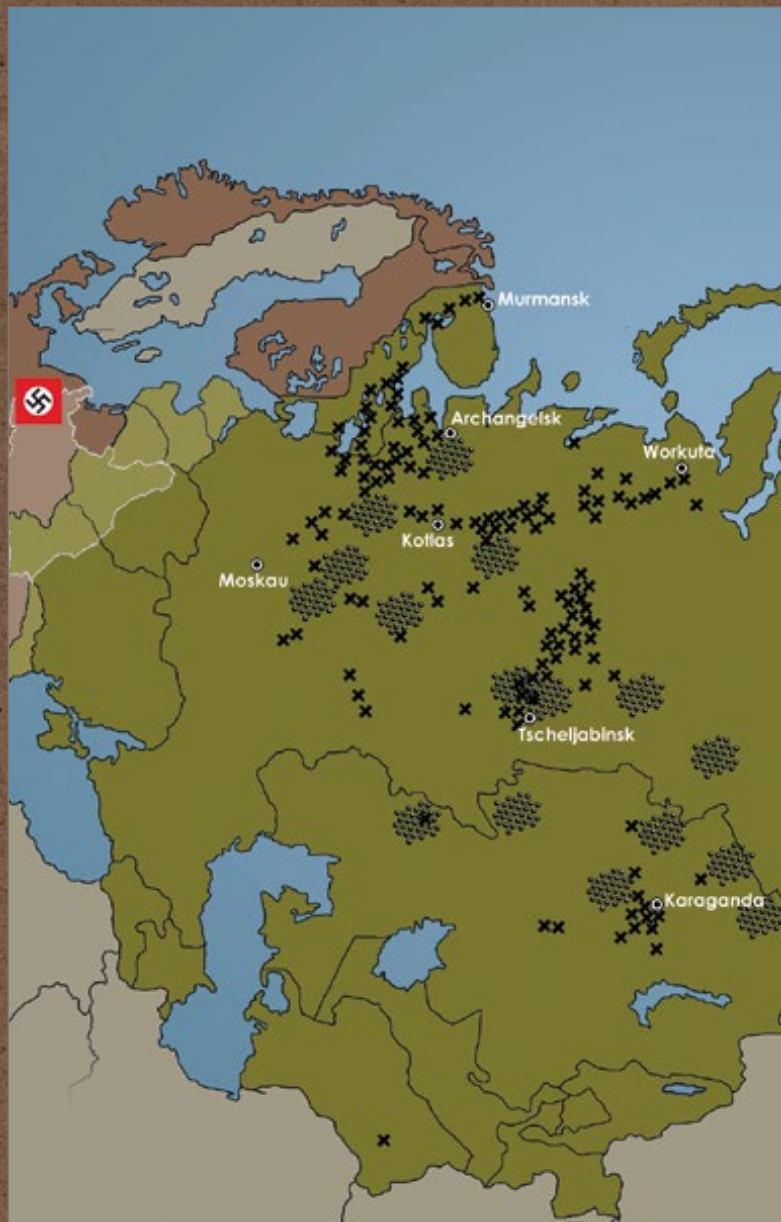 Murmansk
Archangelsk
Workuta
Kotlas
Moskau
Tscheljabinsk
Karaganda